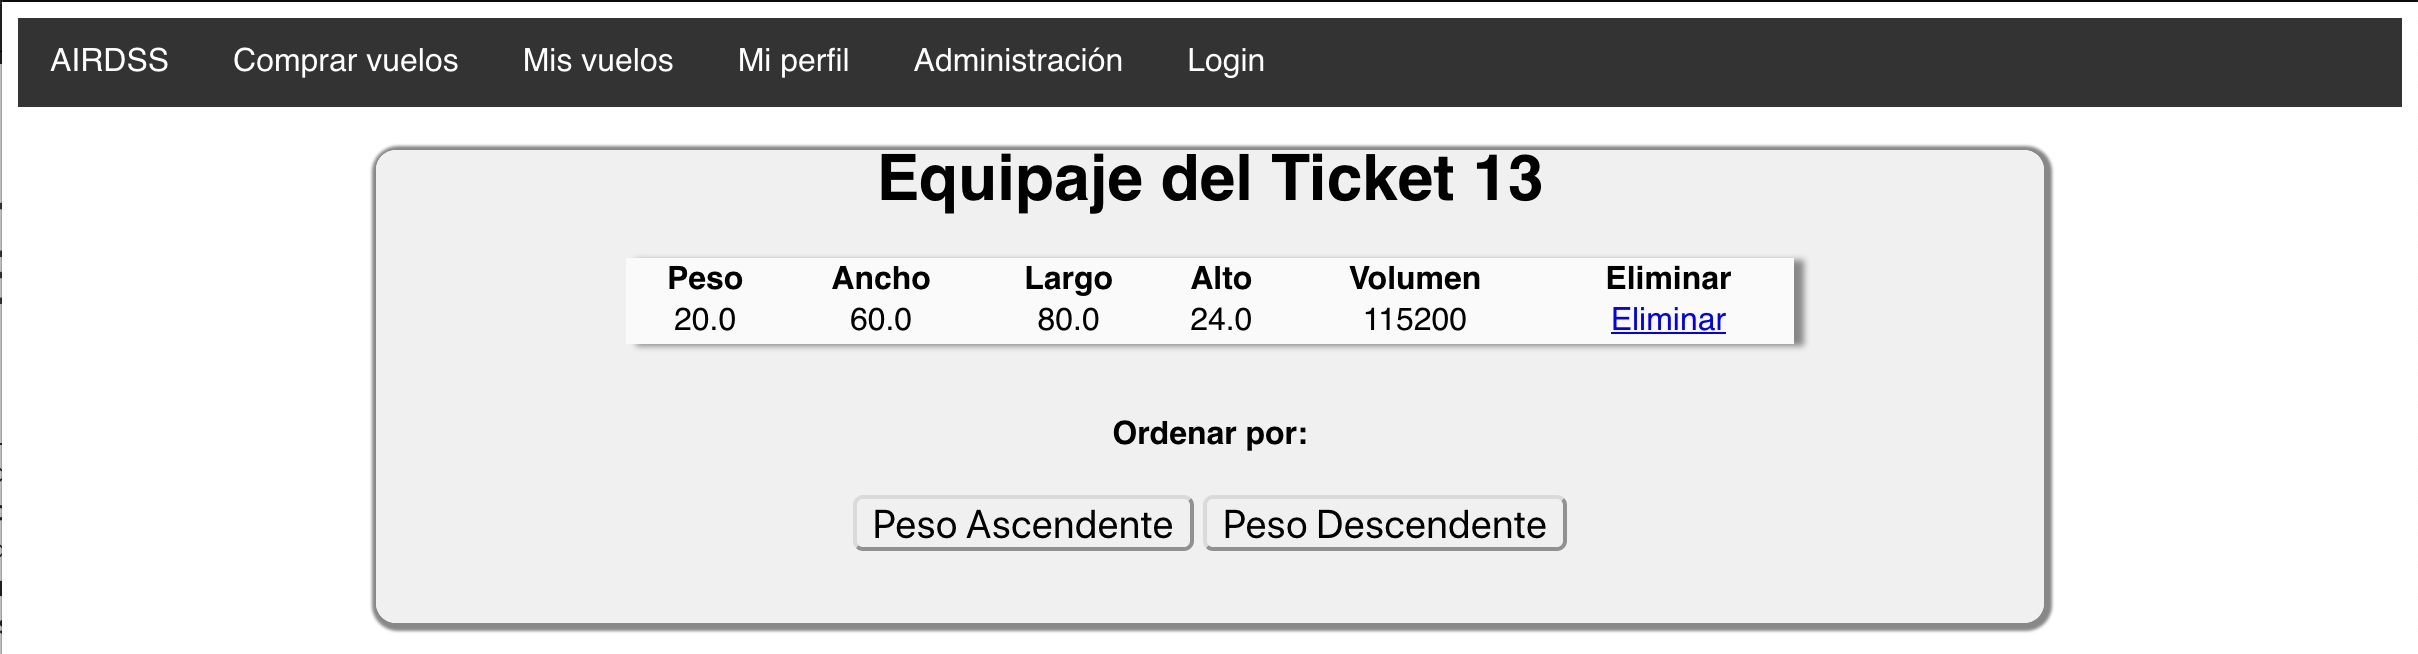 AIRDSS Comprar vuelos Mis vuelos Mi perfil Administración Login
Equipaje del Ticket 13
Peso Ancho Largo Alto Volumen Eliminar
20.0 60.0 80.0 24.0 115200 Eliminar
Ordenar por:
Peso Ascendente Peso Descendente